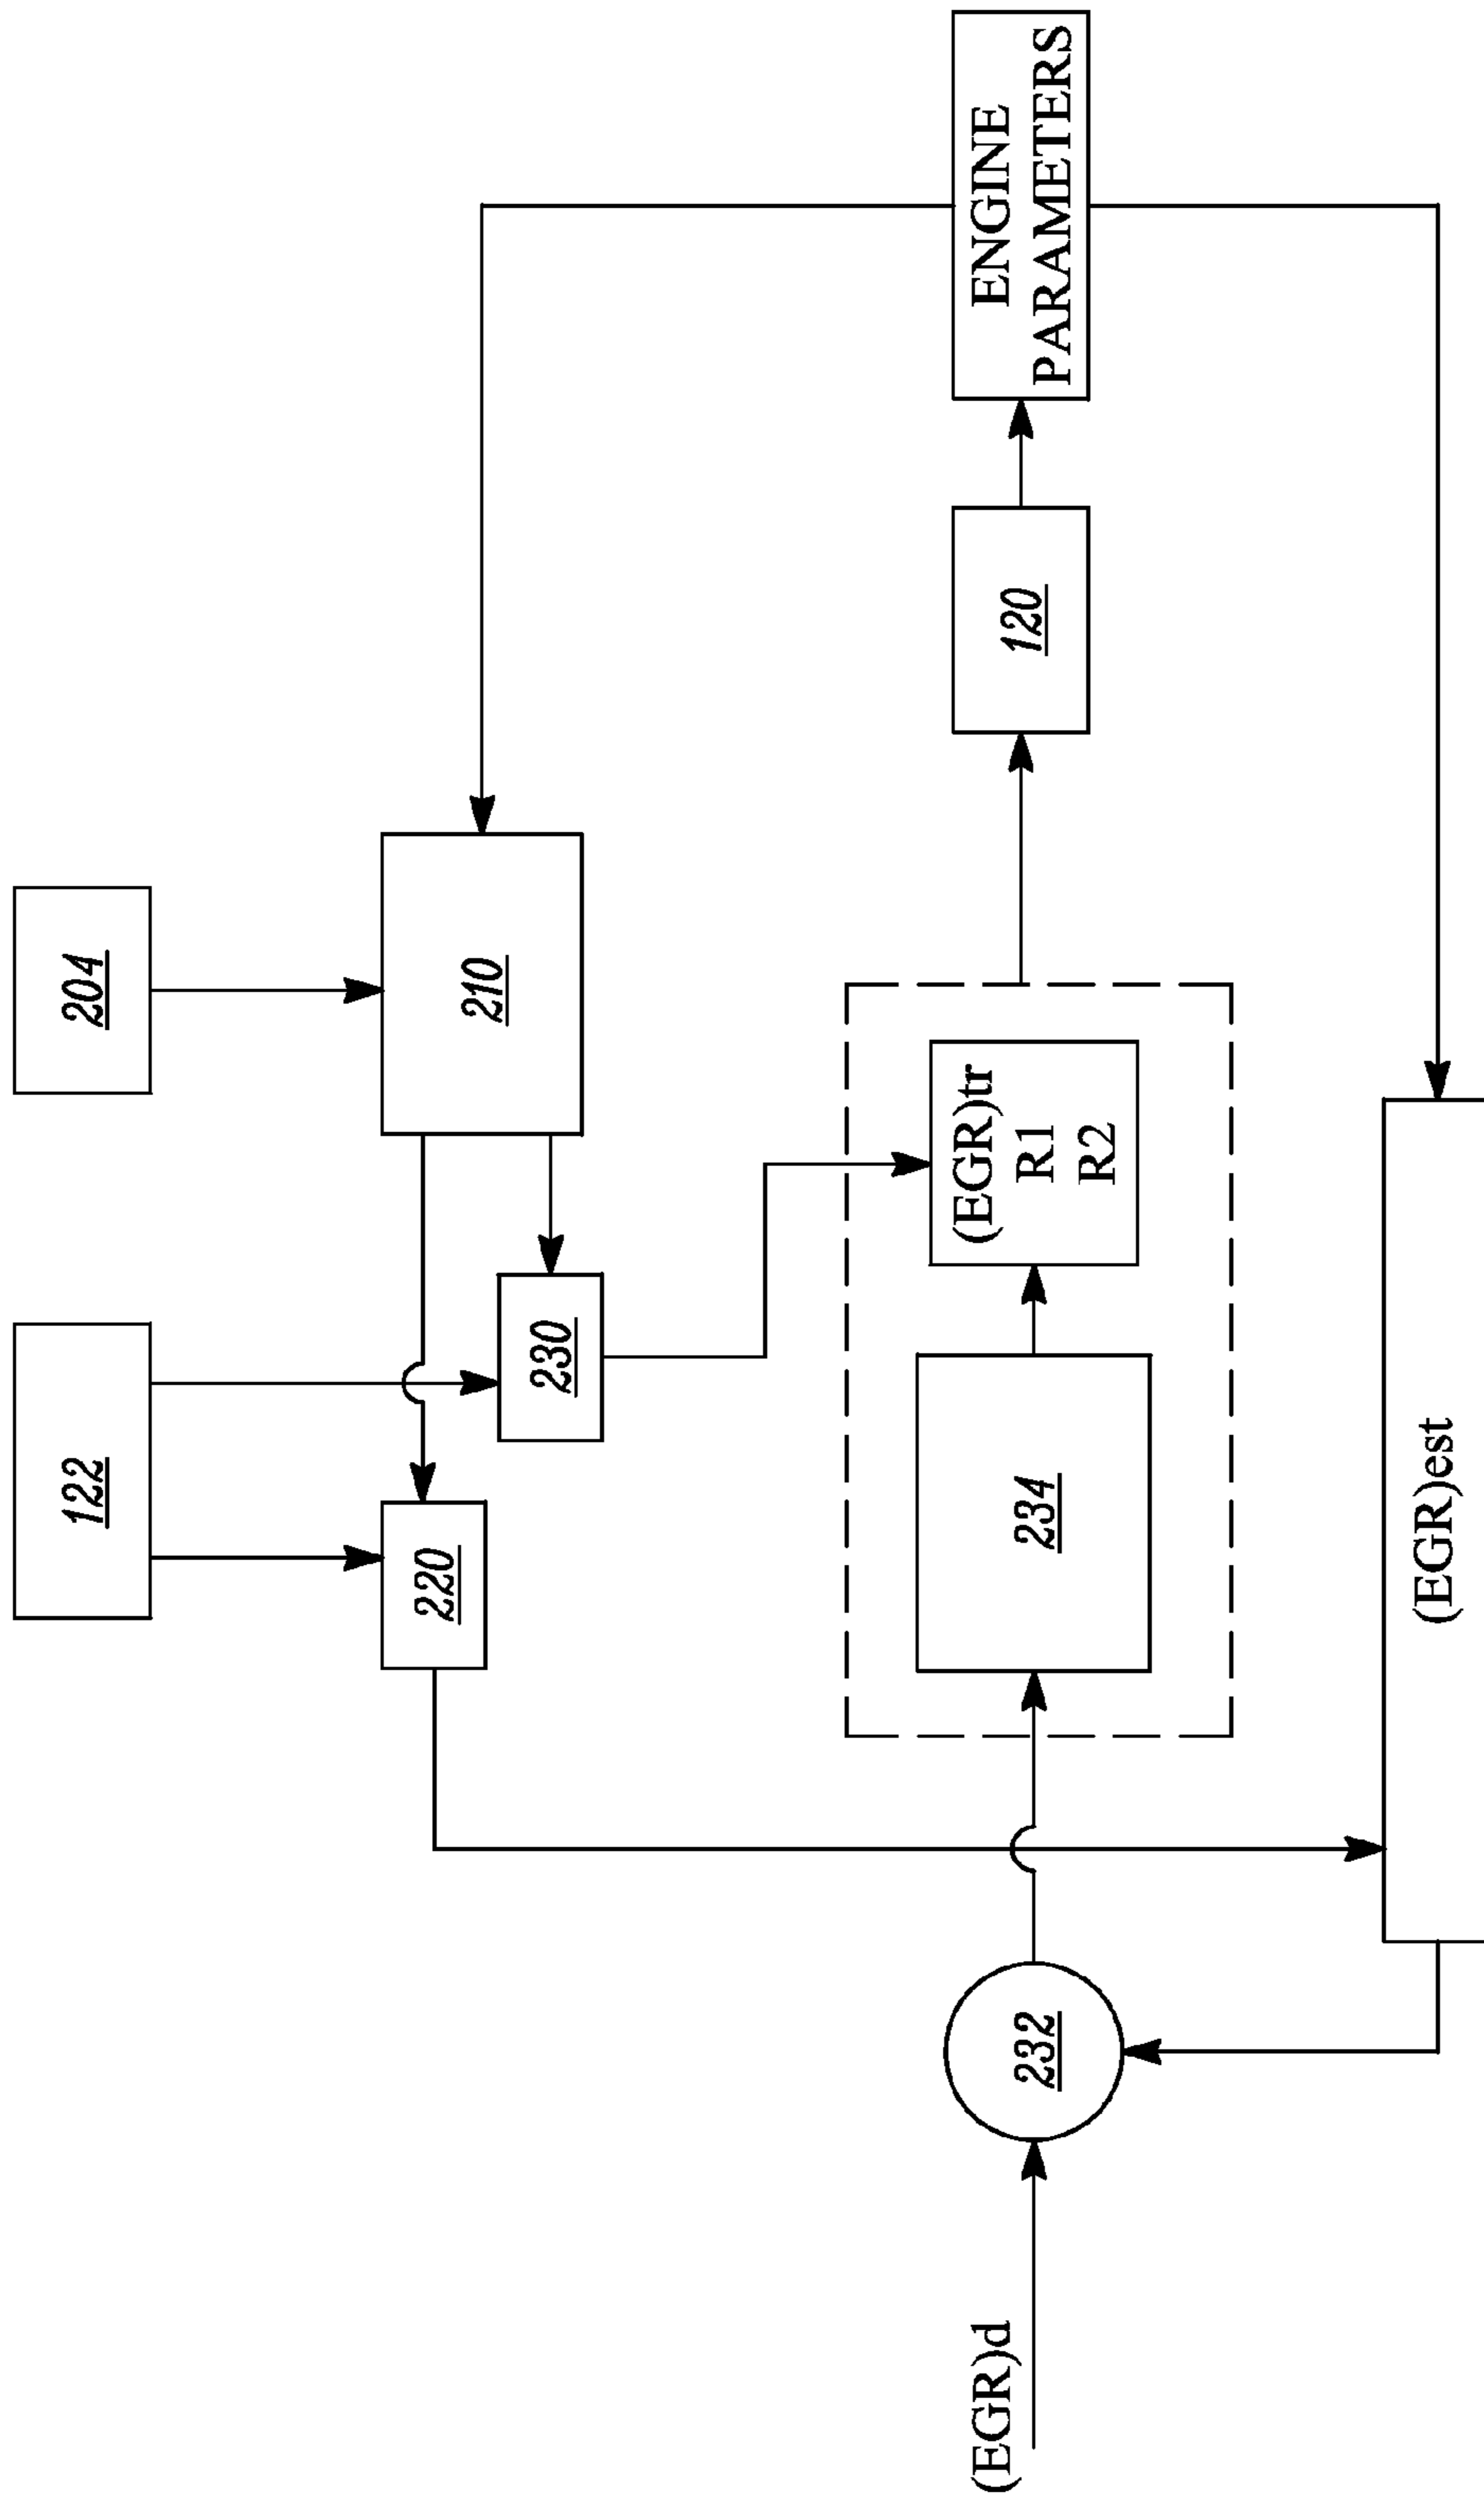 122
204
220
230
210
(EGR)d
232
234
(EGR)tr
R1
R2
120
ENGINE
PARAMETERS
(EGR)est